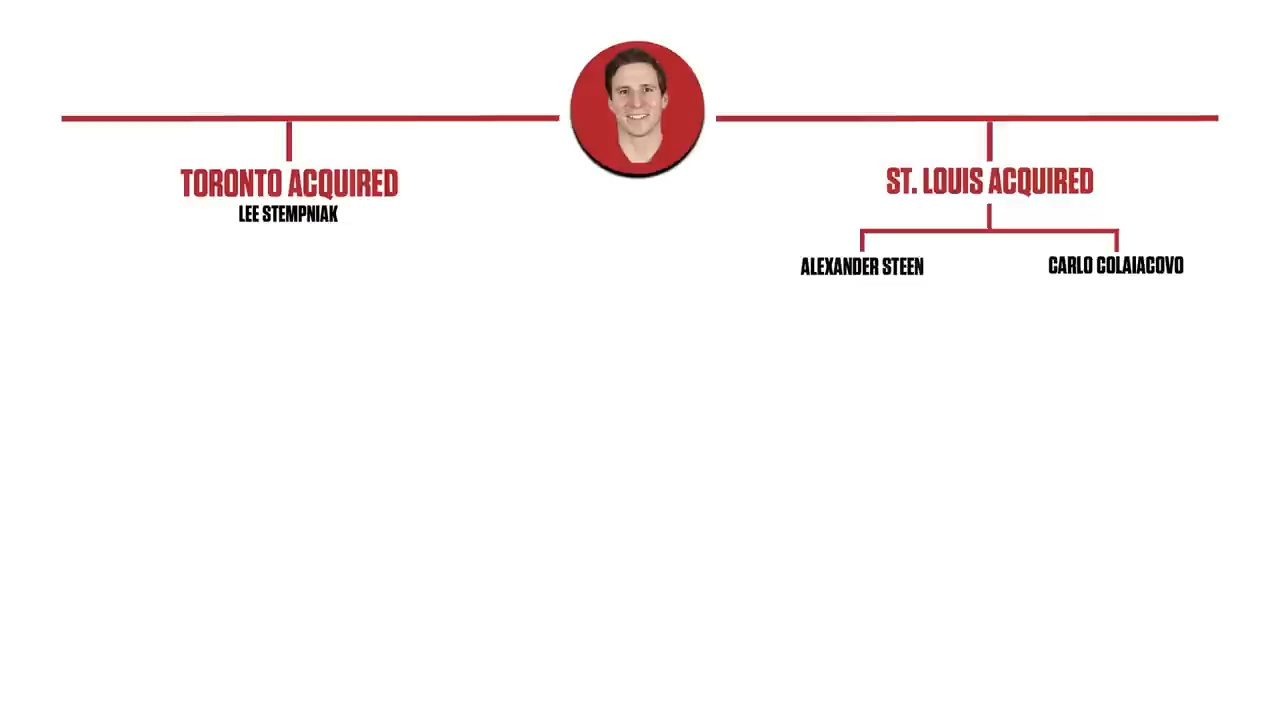 TORONTO ACQUIRED
LEE STEMPNIAK
ST. LOUIS ACQUIRED
ALEXANDER STEEN
CARLO COLAIACOVO